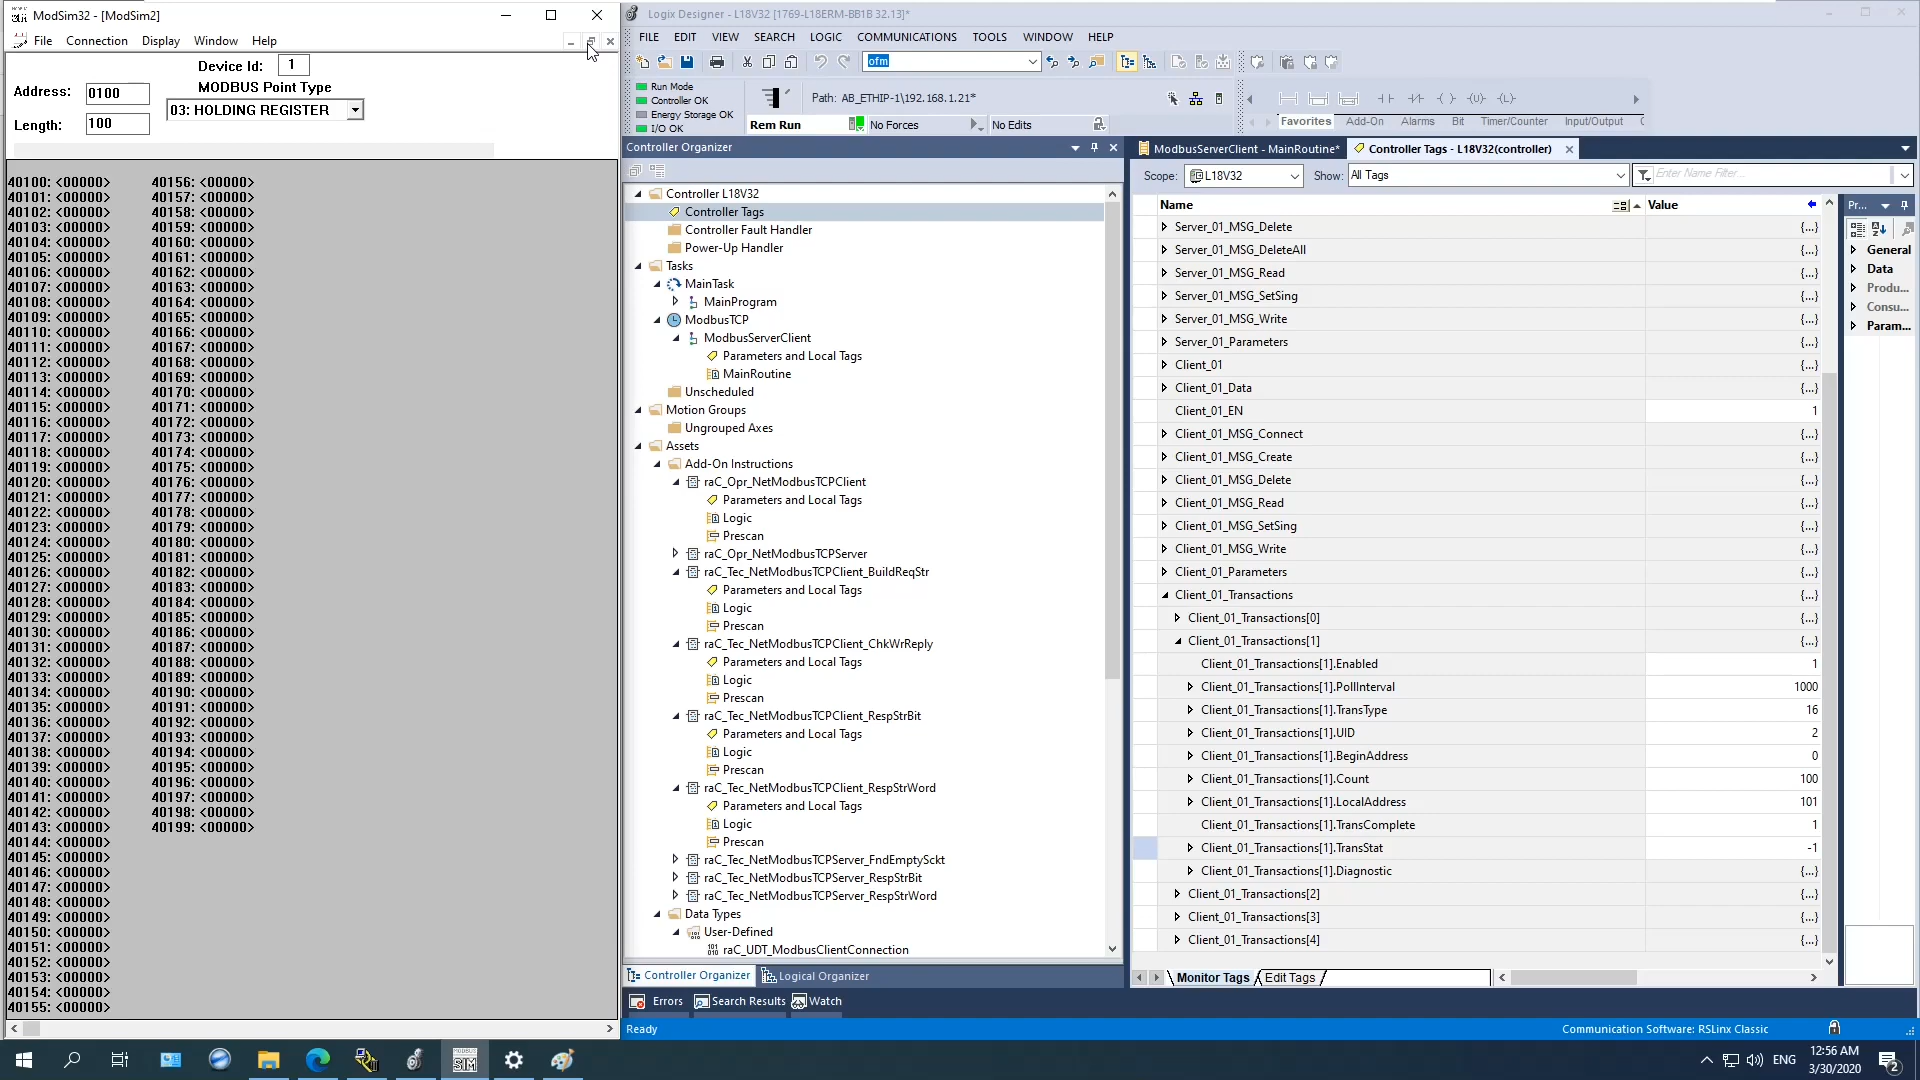 ModSim32 - [ModSim2]
File Connection Display Window Help
Device Id: 1
Address: 0100
MODBUS Point Type
03: HOLDING REGISTER
Length: 100
40100: <00000> 40156: <00000>
40101: <00000> 40157: <00000>
40102: <00000> 40158: <00000>
40103: <00000> 40159: <00000>
40104: <00000> 40160: <00000>
40105: <00000> 40161: <00000>
40106: <00000> 40162: <00000>
40107: <00000> 40163: <00000>
40108: <00000> 40164: <00000>
40109: <00000> 40165: <00000>
40110: <00000> 40166: <00000>
40111: <00000> 40167: <00000>
40112: <00000> 40168: <00000>
40113: <00000> 40169: <00000>
40114: <00000> 40170: <00000>
40115: <00000> 40171: <00000>
40116: <00000> 40172: <00000>
40117: <00000> 40173: <00000>
40118: <00000> 40174: <00000>
40119: <00000> 40175: <00000>
40120: <00000> 40176: <00000>
40121: <00000> 40177: <00000>
40122: <00000> 40178: <00000>
40123: <00000> 40179: <00000>
40124: <00000> 40180: <00000>
40125: <00000> 40181: <00000>
40126: <00000> 40182: <00000>
40127: <00000> 40183: <00000>
40128: <00000> 40184: <00000>
40129: <00000> 40185: <00000>
40130: <00000> 40186: <00000>
40131: <00000> 40187: <00000>
40132: <00000> 40188: <00000>
40133: <00000> 40189: <00000>
40134: <00000> 40190: <00000>
40135: <00000> 40191: <00000>
40136: <00000> 40192: <00000>
40137: <00000> 40193: <00000>
40138: <00000> 40194: <00000>
40139: <00000> 40195: <00000>
40140: <00000> 40196: <00000>
40141: <00000> 40197: <00000>
40142: <00000> 40198: <00000>
40143: <00000> 40199: <00000>
40144: <00000>
40145: <00000>
40146: <00000>
40147: <00000>
40148: <00000>
40149: <00000>
40150: <00000>
40151: <00000>
40152: <00000>
40153: <00000>
40154: <00000>
40155: <00000>
Logix Designer - L18V32 [1769-L18ERM-BB1B 32.13]*
FILE EDIT VIEW SEARCH LOGIC COMMUNICATIONS TOOLS WINDOW HELP
ofm
Run Mode
Controller OK
Energy Storage OK
I/O OK
Path: AB_ETHIP-1\192.168.1.21*
Rem Run No Forces No Edits
Favorites Add-On Alarms Bit Timer/Counter Input/Output
Controller Organizer
Controller L18V32
Controller Tags
Controller Fault Handler
Power-Up Handler
Tasks
MainTask
MainProgram
ModbusTCP
ModbusServerClient
Parameters and Local Tags
MainRoutine
Unscheduled
Motion Groups
Ungrouped Axes
Assets
Add-On Instructions
raC_Opr_NetModbusTCPClient
Parameters and Local Tags
Logic
Prescan
raC_Opr_NetModbusTCPServer
raC_Tec_NetModbusTCPClient_BuildReqStr
Parameters and Local Tags
Logic
Prescan
raC_Tec_NetModbusTCPClient_ChkWrReply
Parameters and Local Tags
Logic
Prescan
raC_Tec_NetModbusTCPClient_RespStrBit
Parameters and Local Tags
Logic
Prescan
raC_Tec_NetModbusTCPClient_RespStrWord
Parameters and Local Tags
Logic
Prescan
raC_Tec_NetModbusTCPServer_FndEmptySckt
raC_Tec_NetModbusTCPServer_RespStrBit
raC_Tec_NetModbusTCPServer_RespStrWord
Data Types
User-Defined
raC_UDT_ModbusClientConnection
Controller Organizer Logical Organizer
ModbusServerClient - MainRoutine* Controller Tags - L18V32(controller)
Scope: L18V32 Show: All Tags Enter Name Filter...
Name Value
Server_01_MSG_Delete {...}
Server_01_MSG_DeleteAll {...}
Server_01_MSG_Read {...}
Server_01_MSG_SetSing {...}
Server_01_MSG_Write {...}
Server_01_Parameters {...}
Client_01 {...}
Client_01_Data {...}
Client_01_EN 1
Client_01_MSG_Connect {...}
Client_01_MSG_Create {...}
Client_01_MSG_Delete {...}
Client_01_MSG_Read {...}
Client_01_MSG_SetSing {...}
Client_01_MSG_Write {...}
Client_01_Parameters {...}
Client_01_Transactions {...}
Client_01_Transactions[0] {...}
Client_01_Transactions[1] {...}
Client_01_Transactions[1].Enabled 1
Client_01_Transactions[1].PollInterval 1000
Client_01_Transactions[1].TransType 16
Client_01_Transactions[1].UID 2
Client_01_Transactions[1].BeginAddress 0
Client_01_Transactions[1].Count 100
Client_01_Transactions[1].LocalAddress 101
Client_01_Transactions[1].TransComplete 1
Client_01_Transactions[1].TransStat -1
Client_01_Transactions[1].Diagnostic {...}
Client_01_Transactions[2] {...}
Client_01_Transactions[3] {...}
Client_01_Transactions[4] {...}
Monitor Tags Edit Tags
Pr...
General
Data
Produ...
Consu...
Param...
Errors Search Results Watch
Ready Communication Software: RSLinx Classic
MODBUS
SIM
ENG
12:56 AM
3/30/2020
2